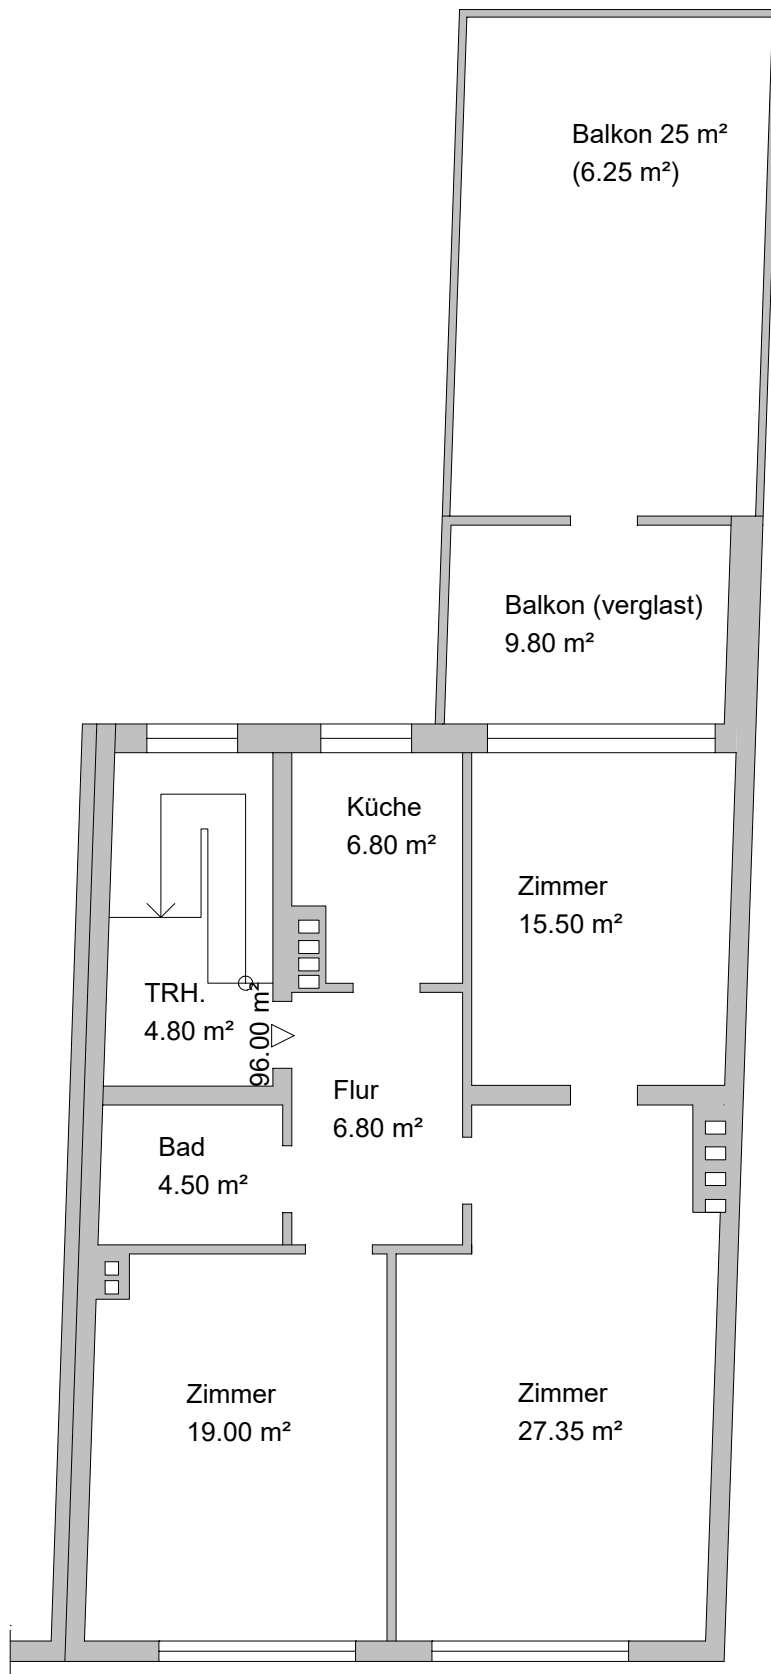 Balkon 25 m²
(6.25 m²)
Balkon (verglast)
9.80 m²
Küche
6.80 m²
Zimmer
15.50 m²
TRH.
4.80 m²
96.00 m²
Flur
6.80 m²
Bad
4.50 m²
Zimmer
19.00 m²
Zimmer
27.35 m²